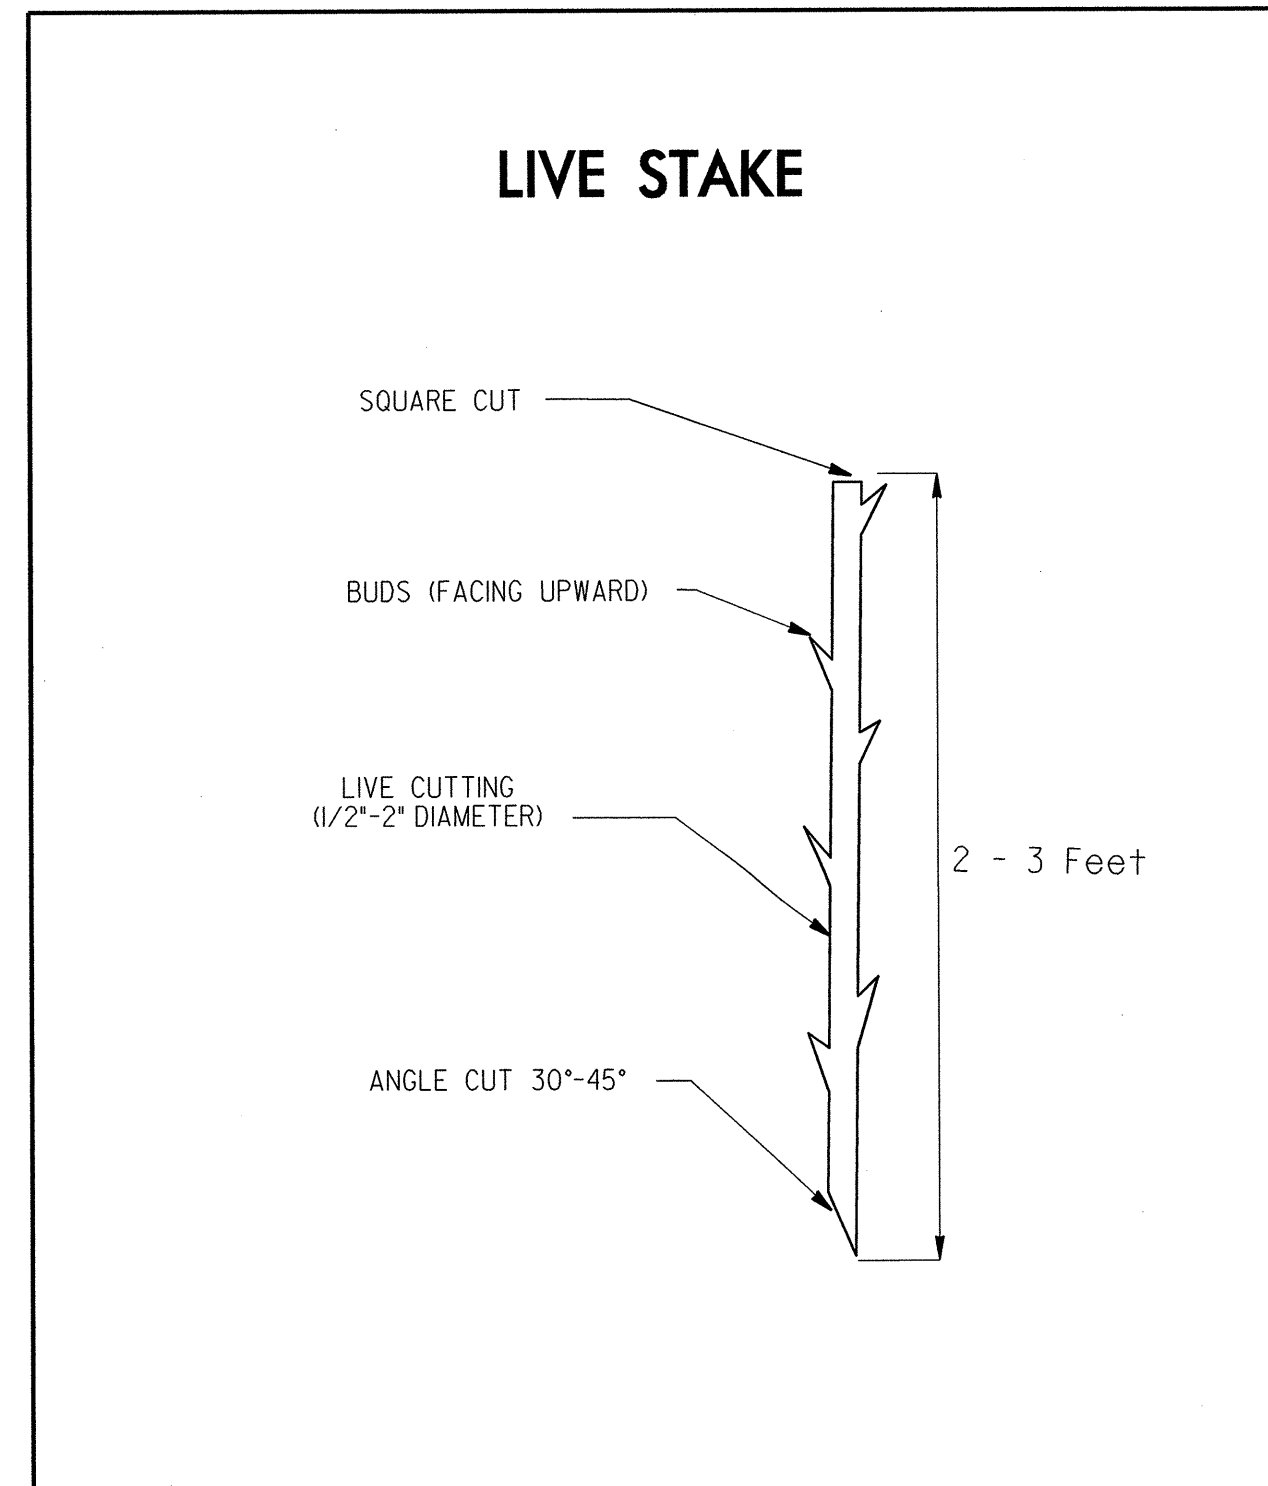 LIVE STAKE
SQUARE CUT
BUDS (FACING UPWARD)
LIVE CUTTING
(1/2"-2" DIAMETER)
2 - 3 Feet
ANGLE CUT 30°-45°